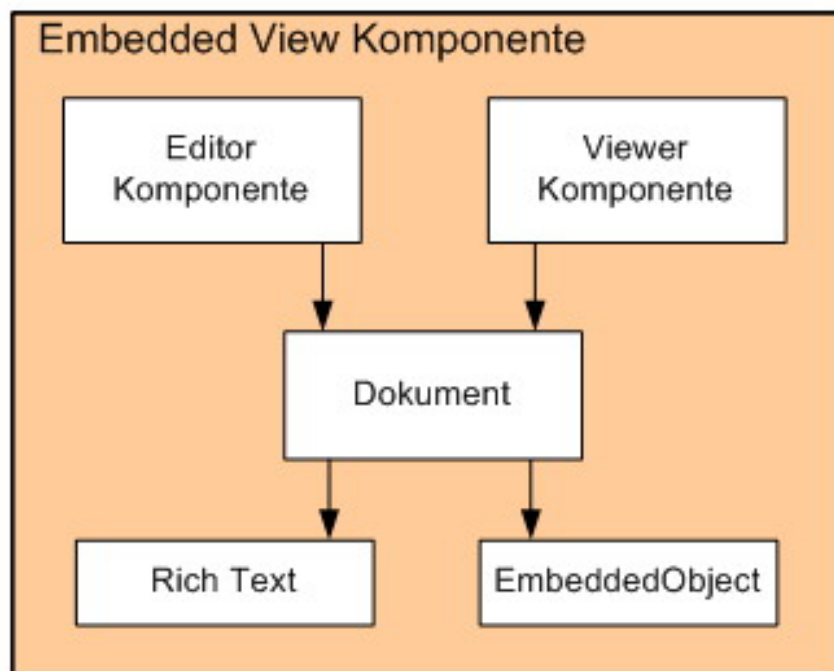 Embedded View Komponente
Editor
Komponente
Viewer
Komponente
Dokument
Rich Text
EmbeddedObject